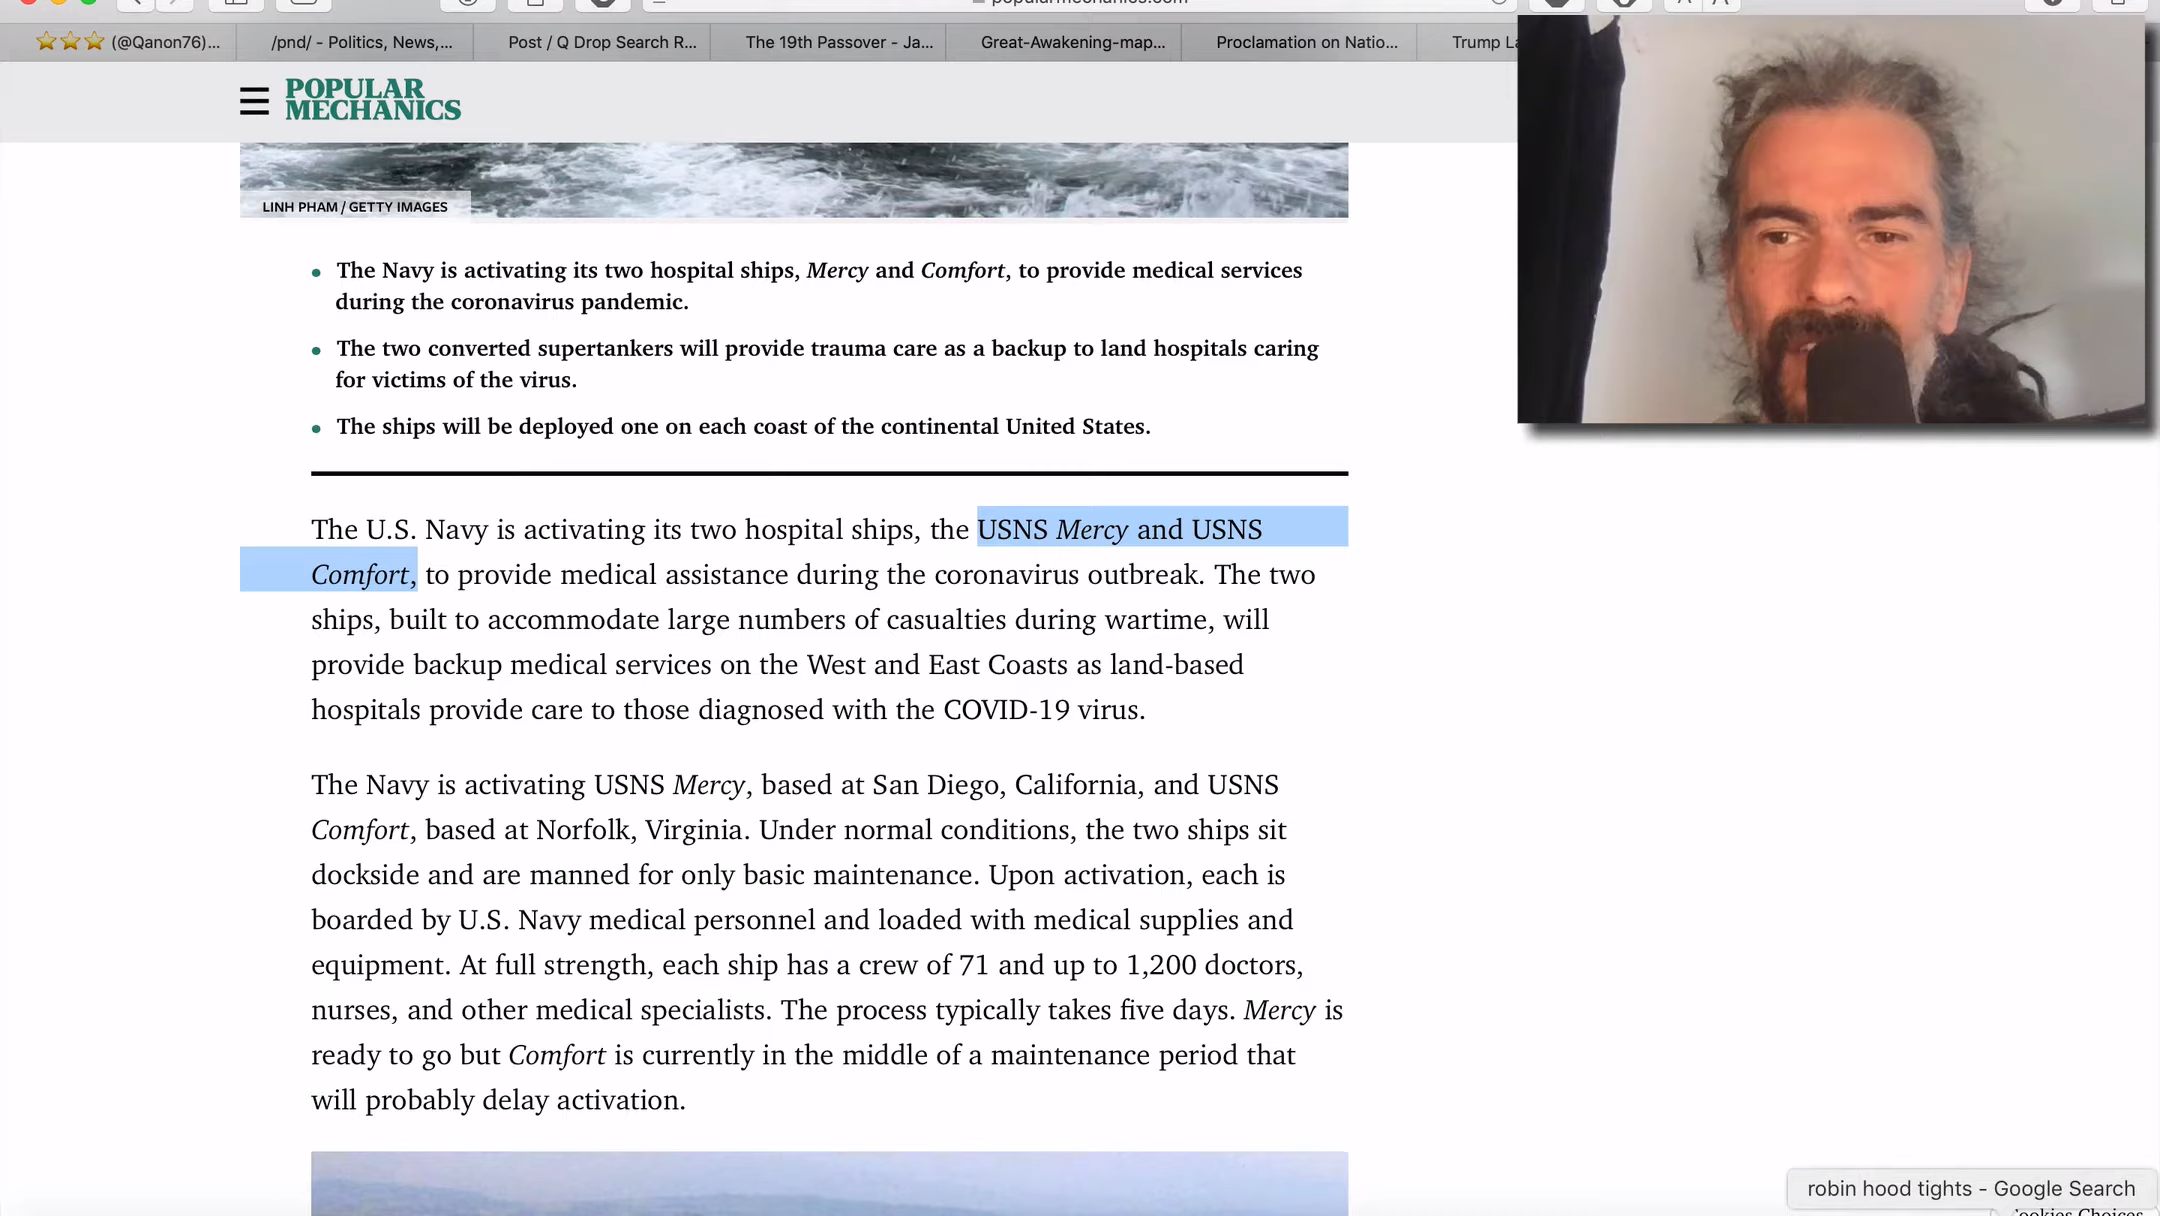 popularmechanics.com
(@Qanon76)...
/pnd/ - Politics, News,...
Post / Q Drop Search R...
The 19th Passover - Ja...
Great-Awakening-map...
Proclamation on Natio...
Trump La
POPULAR
MECHANICS
LINH PHAM / GETTY IMAGES
• The Navy is activating its two hospital ships, Mercy and Comfort, to provide medical services
during the coronavirus pandemic.
• The two converted supertankers will provide trauma care as a backup to land hospitals caring
for victims of the virus.
• The ships will be deployed one on each coast of the continental United States.
The U.S. Navy is activating its two hospital ships, the USNS Mercy and USNS
Comfort, to provide medical assistance during the coronavirus outbreak. The two
ships, built to accommodate large numbers of casualties during wartime, will
provide backup medical services on the West and East Coasts as land-based
hospitals provide care to those diagnosed with the COVID-19 virus.
The Navy is activating USNS Mercy, based at San Diego, California, and USNS
Comfort, based at Norfolk, Virginia. Under normal conditions, the two ships sit
dockside and are manned for only basic maintenance. Upon activation, each is
boarded by U.S. Navy medical personnel and loaded with medical supplies and
equipment. At full strength, each ship has a crew of 71 and up to 1,200 doctors,
nurses, and other medical specialists. The process typically takes five days. Mercy is
ready to go but Comfort is currently in the middle of a maintenance period that
will probably delay activation.
robin hood tights - Google Search
Choices